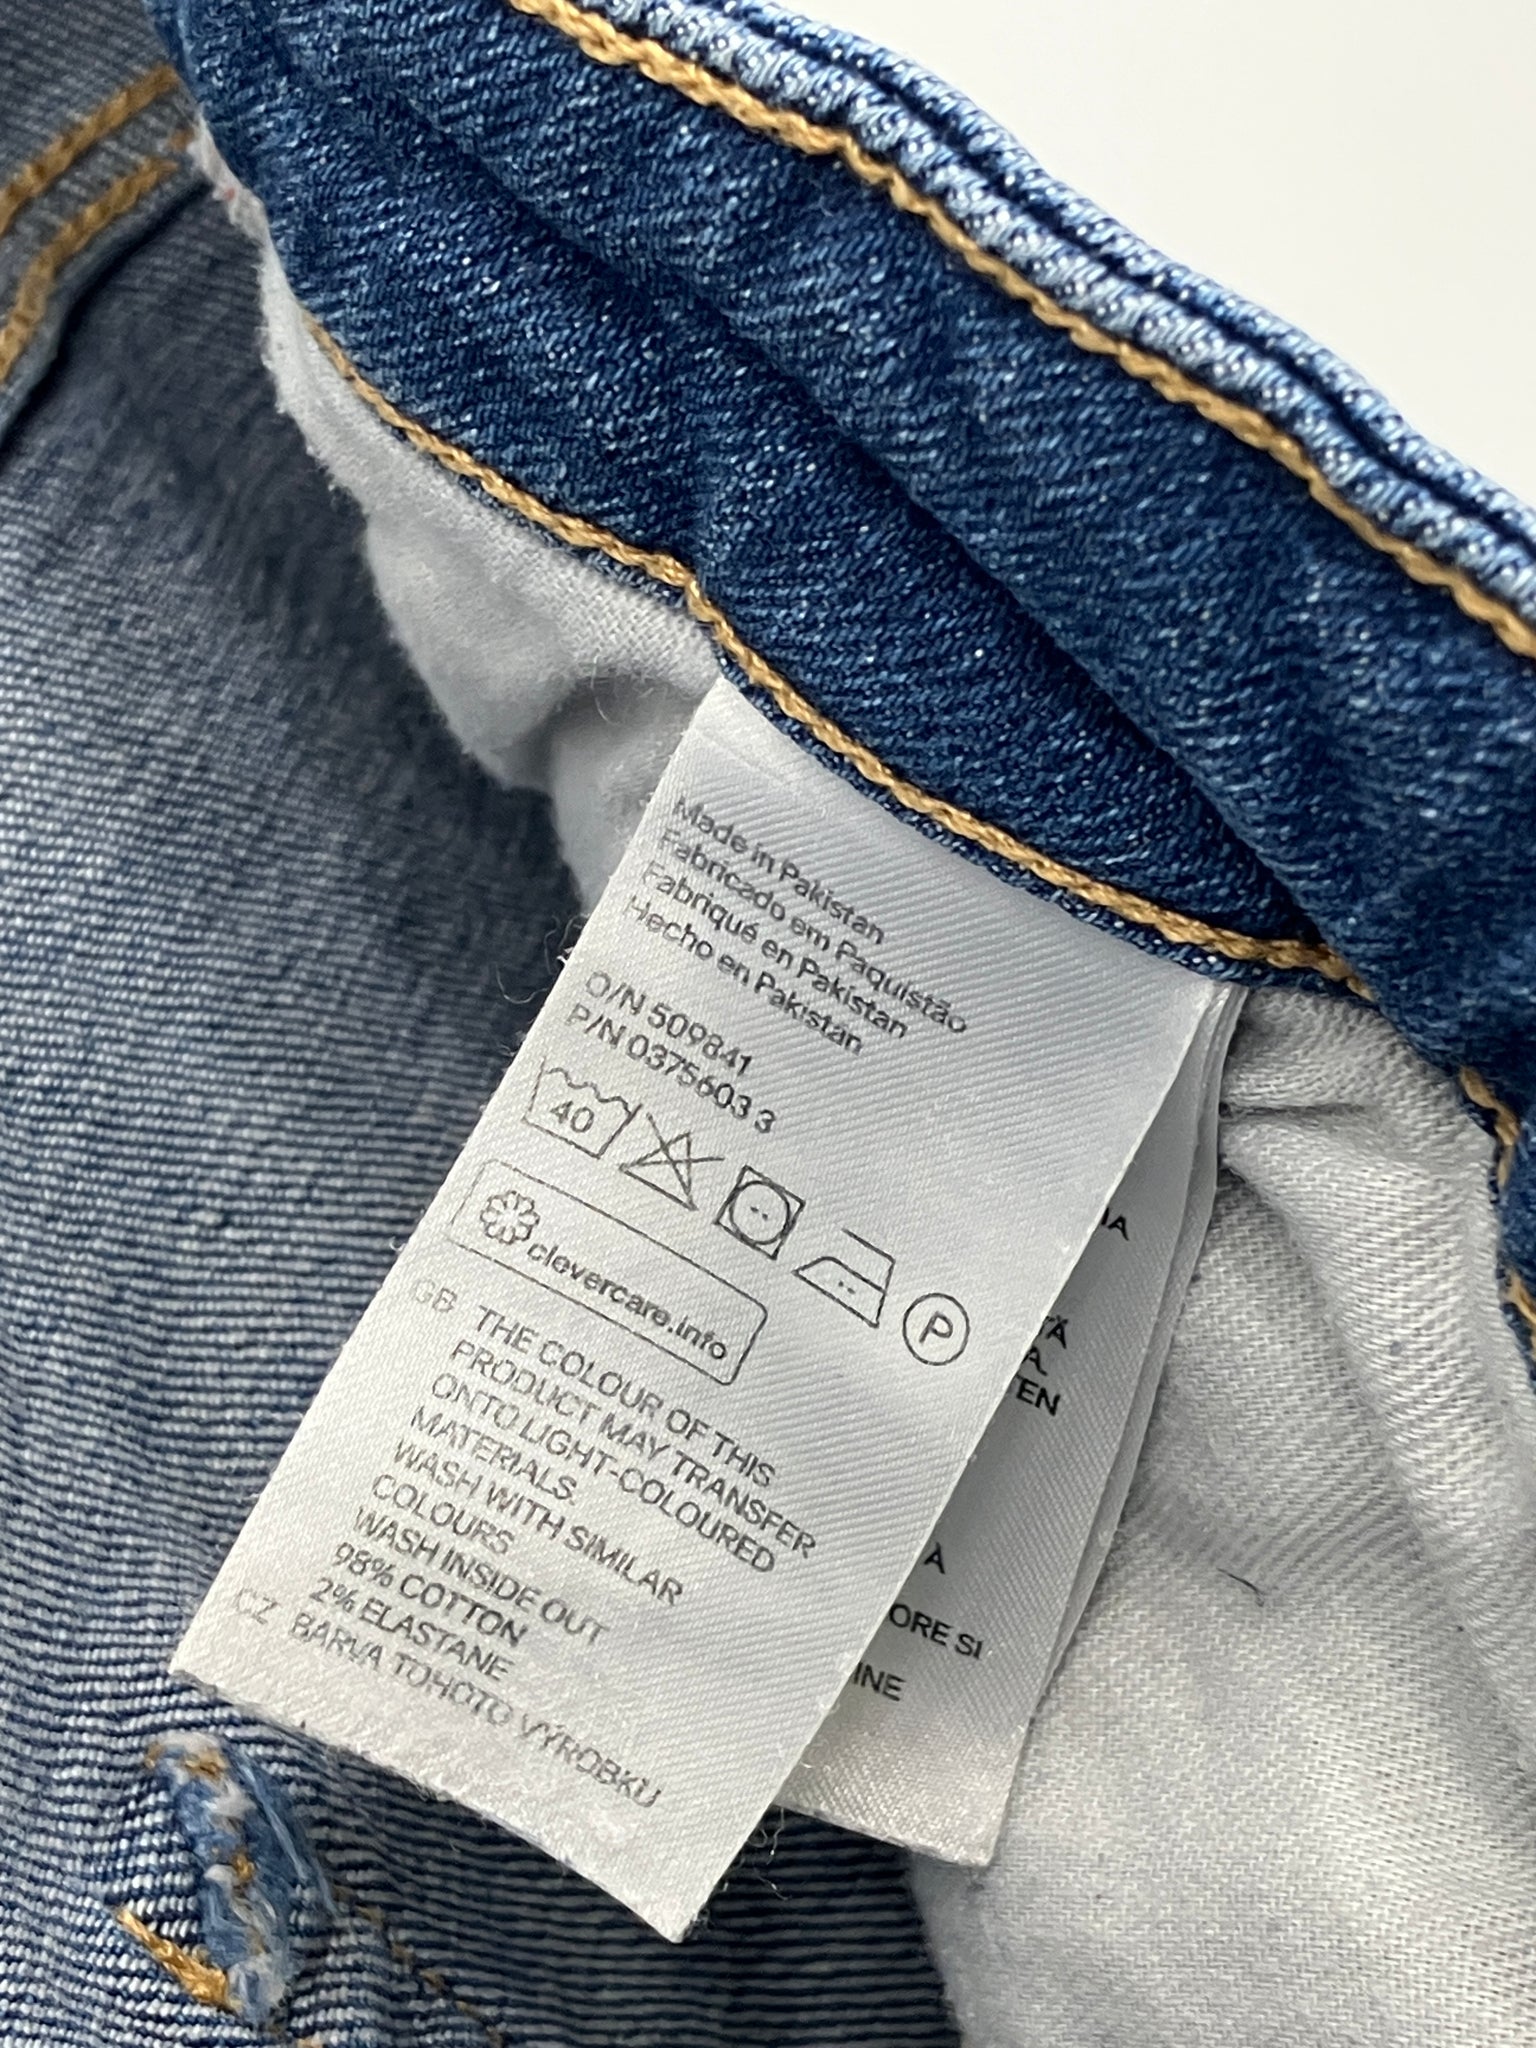 Made in Pakistan
Fabricado em Paquistão
Fabriqué en Pakistan
Hecho en Pakistan
O/N 509841
P/N 0375603 3
40
P
clevercare.info
GB THE COLOUR OF THIS
PRODUCT MAY TRANSFER
ONTO LIGHT-COLOURED
MATERIALS.
WASH WITH SIMILAR
COLOURS
WASH INSIDE OUT
98% COTTON
2% ELASTANE
CZ BARVA TOHOTO VÝROBKU
ORE SI